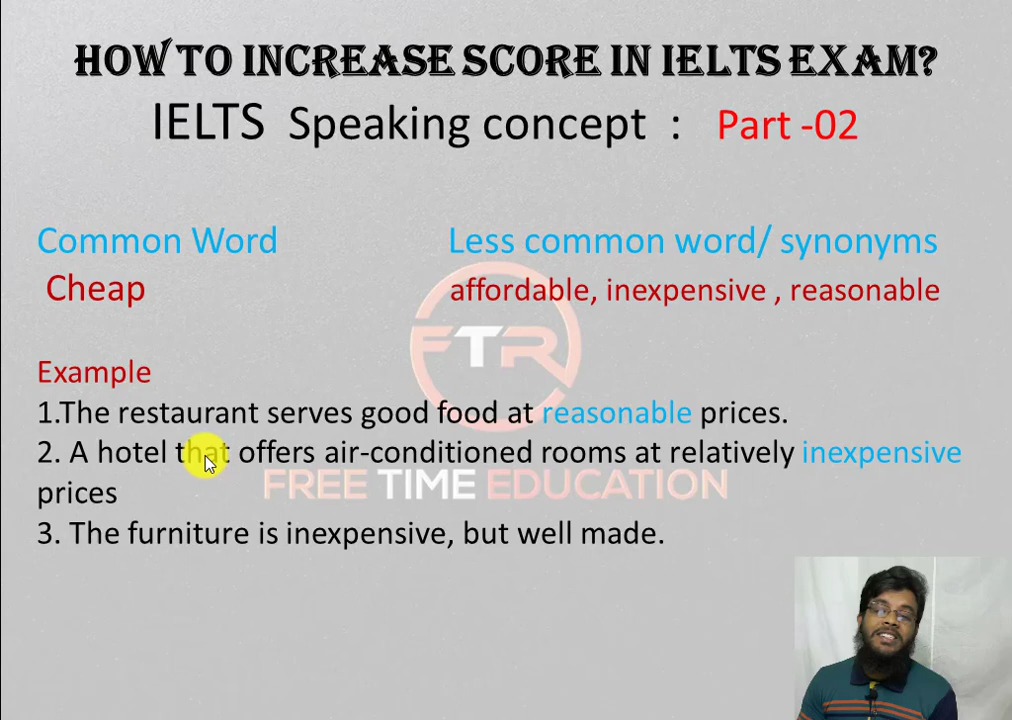 HOW TO INCREASE SCORE IN IELTS EXAM?
IELTS Speaking concept : Part -02
Common Word Less common word/ synonyms
Cheap affordable, inexpensive , reasonable
FTR
Example
1.The restaurant serves good food at reasonable prices.
2. A hotel that offers air-conditioned rooms at relatively inexpensive
FREE TIME EDUCATION
prices
3. The furniture is inexpensive, but well made.